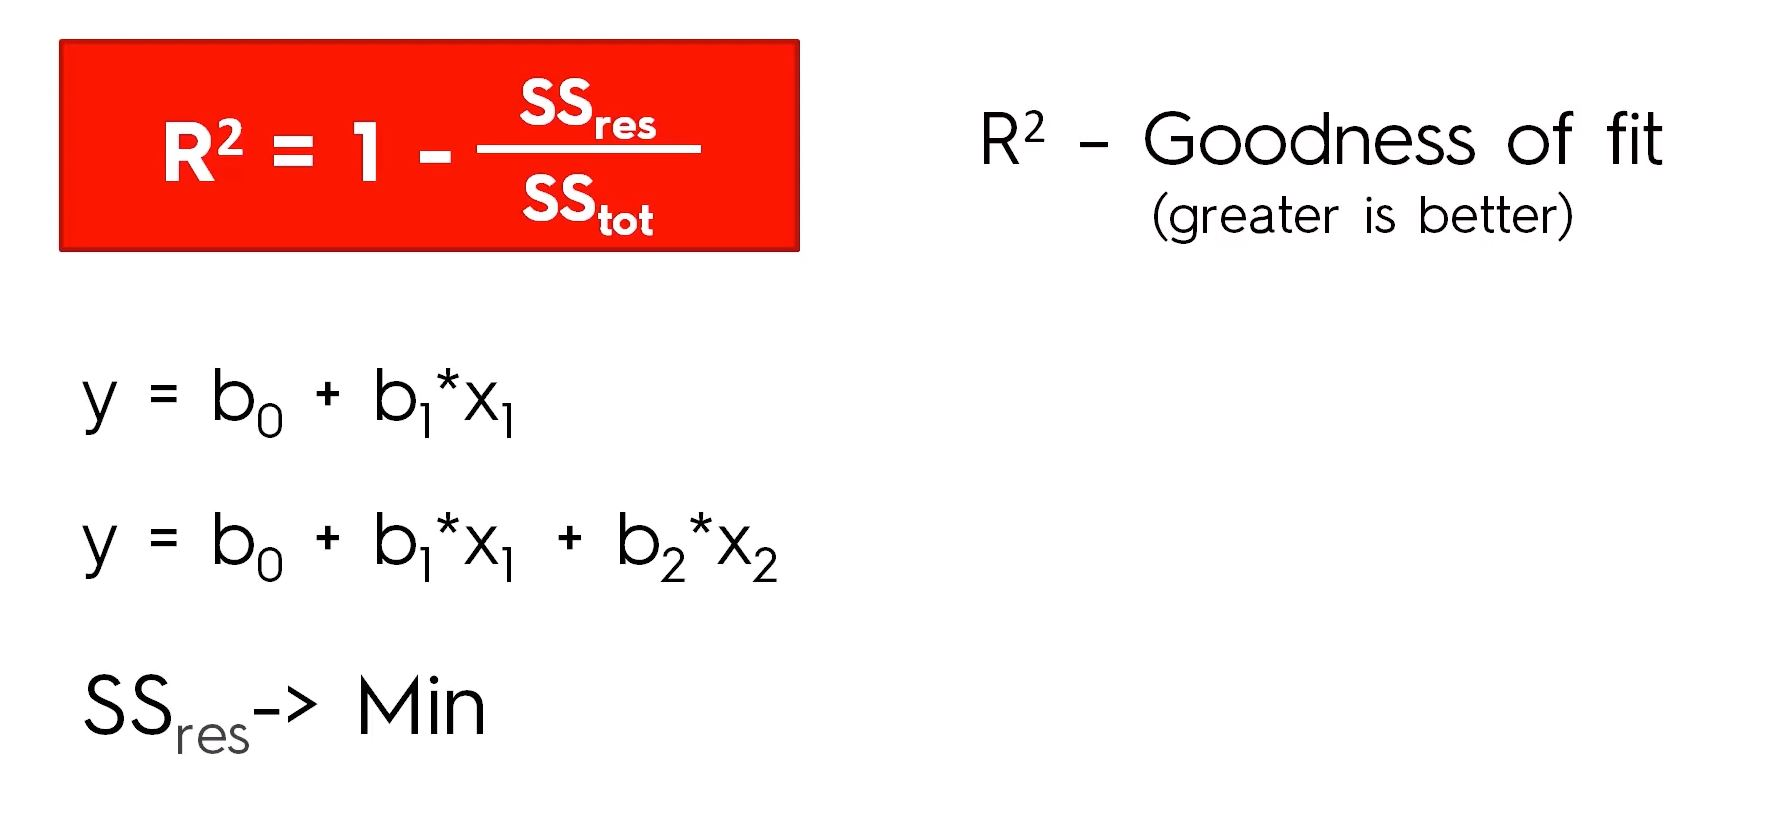 R² = 1 - SSres / SStot
R² – Goodness of fit
(greater is better)
y = b₀ + b₁*x₁
y = b₀ + b₁*x₁ + b₂*x₂
SSres-> Min